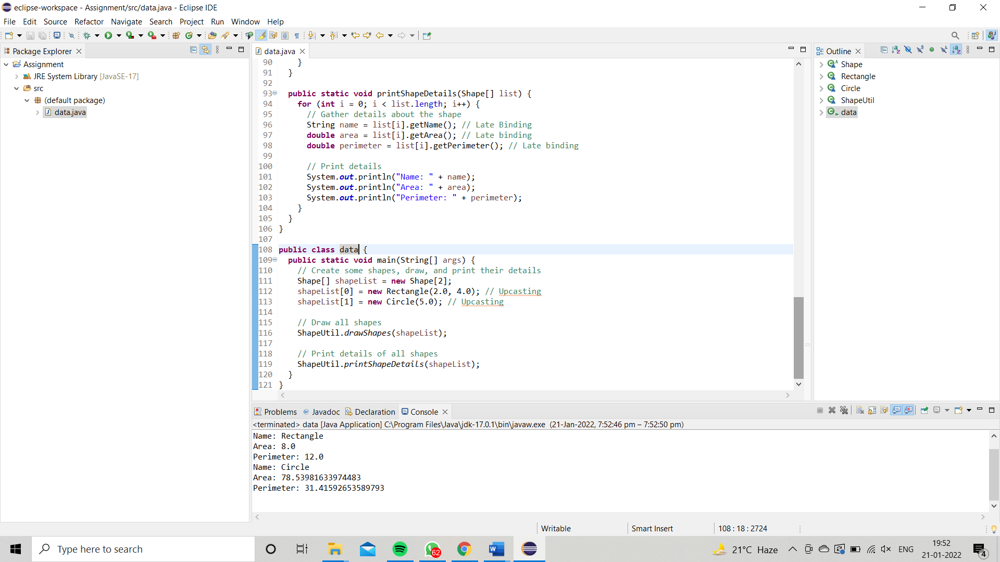 eclipse-workspace - Assignment/src/data.java - Eclipse IDE
File Edit Source Refactor Navigate Search Project Run Window Help
Package Explorer
Assignment
JRE System Library [JavaSE-17]
src
(default package)
data.java
data.java
90 }
91 }
92
93 public static void printShapeDetails(Shape[] list) {
94 for (int i = 0; i < list.length; i++) {
95 // Gather details about the shape
96 String name = list[i].getName(); // Late Binding
97 double area = list[i].getArea(); // Late binding
98 double perimeter = list[i].getPerimeter(); // Late binding
99
100 // Print details
101 System.out.println("Name: " + name);
102 System.out.println("Area: " + area);
103 System.out.println("Perimeter: " + perimeter);
104 }
105 }
106 }
107
108 public class data {
109 public static void main(String[] args) {
110 // Create some shapes, draw, and print their details
111 Shape[] shapeList = new Shape[2];
112 shapeList[0] = new Rectangle(2.0, 4.0); // Upcasting
113 shapeList[1] = new Circle(5.0); // Upcasting
114
115 // Draw all shapes
116 ShapeUtil.drawShapes(shapeList);
117
118 // Print details of all shapes
119 ShapeUtil.printShapeDetails(shapeList);
120 }
121 }
Outline
Shape
Rectangle
Circle
ShapeUtil
data
Problems Javadoc Declaration Console
<terminated> data [Java Application] C:\Program Files\Java\jdk-17.0.1\bin\javaw.exe (21-Jan-2022, 7:52:46 pm – 7:52:50 pm)
Name: Rectangle
Area: 8.0
Perimeter: 12.0
Name: Circle
Area: 78.53981633974483
Perimeter: 31.41592653589793
Writable Smart Insert 108 : 18 : 2724
Type here to search
62
21°C Haze
ENG
19:52
21-01-2022
4